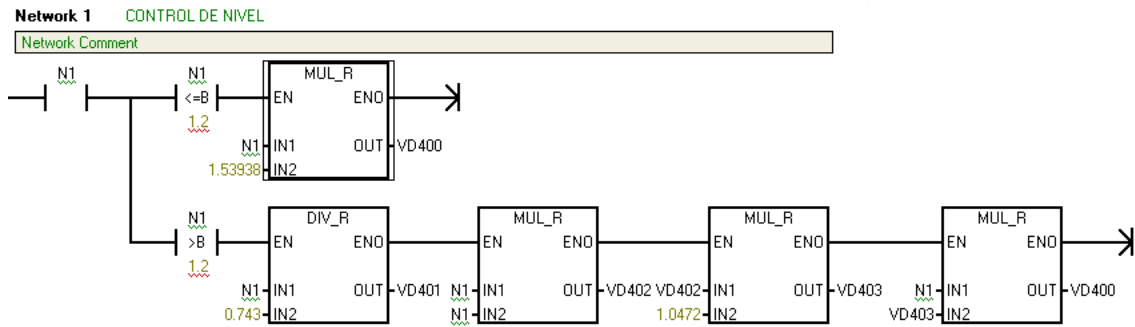 Network 1 CONTROL DE NIVEL
Network Comment
N1 N1 MUL_R
<=B EN ENO
1.2
N1 IN1 OUT VD400
1.53938 IN2
N1 DIV_R MUL_R MUL_R MUL_R
>B EN ENO EN ENO EN ENO EN ENO
1.2
N1 IN1 OUT VD401 N1 IN1 OUT VD402 VD402 IN1 OUT VD403 N1 IN1 OUT VD400
0.743 IN2 N1 IN2 1.0472 IN2 VD403 IN2